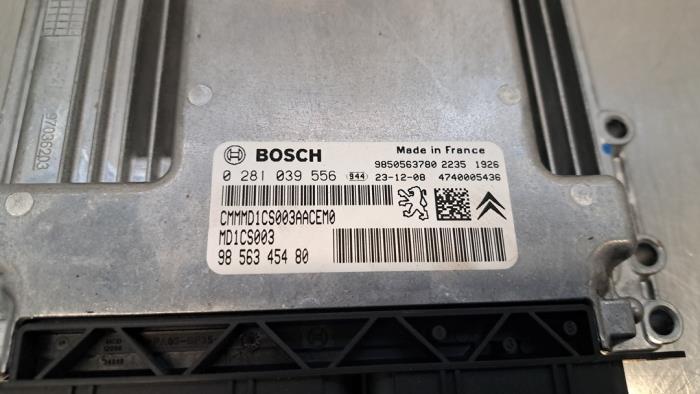 BOSCH
Made in France
9850563780 2235 1926
0 281 039 556 944 23-12-08 4740005436
CMMMD1CS003AACEM0
MD1CS003
98 563 454 80
97036203